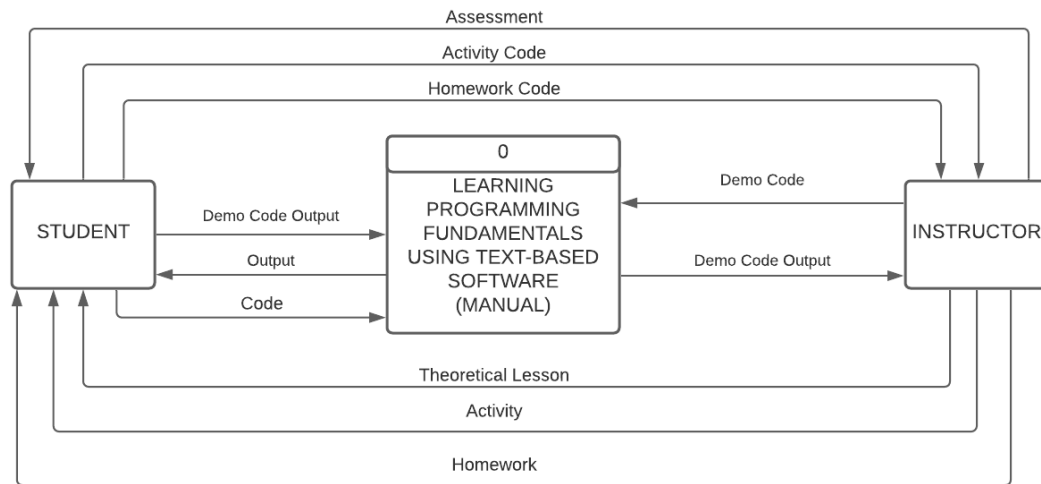 Assessment
Activity Code
Homework Code
0
LEARNING
PROGRAMMING
FUNDAMENTALS
USING TEXT-BASED
SOFTWARE
(MANUAL)
STUDENT
Demo Code Output
Output
Code
Demo Code
Demo Code Output
INSTRUCTOR
Theoretical Lesson
Activity
Homework